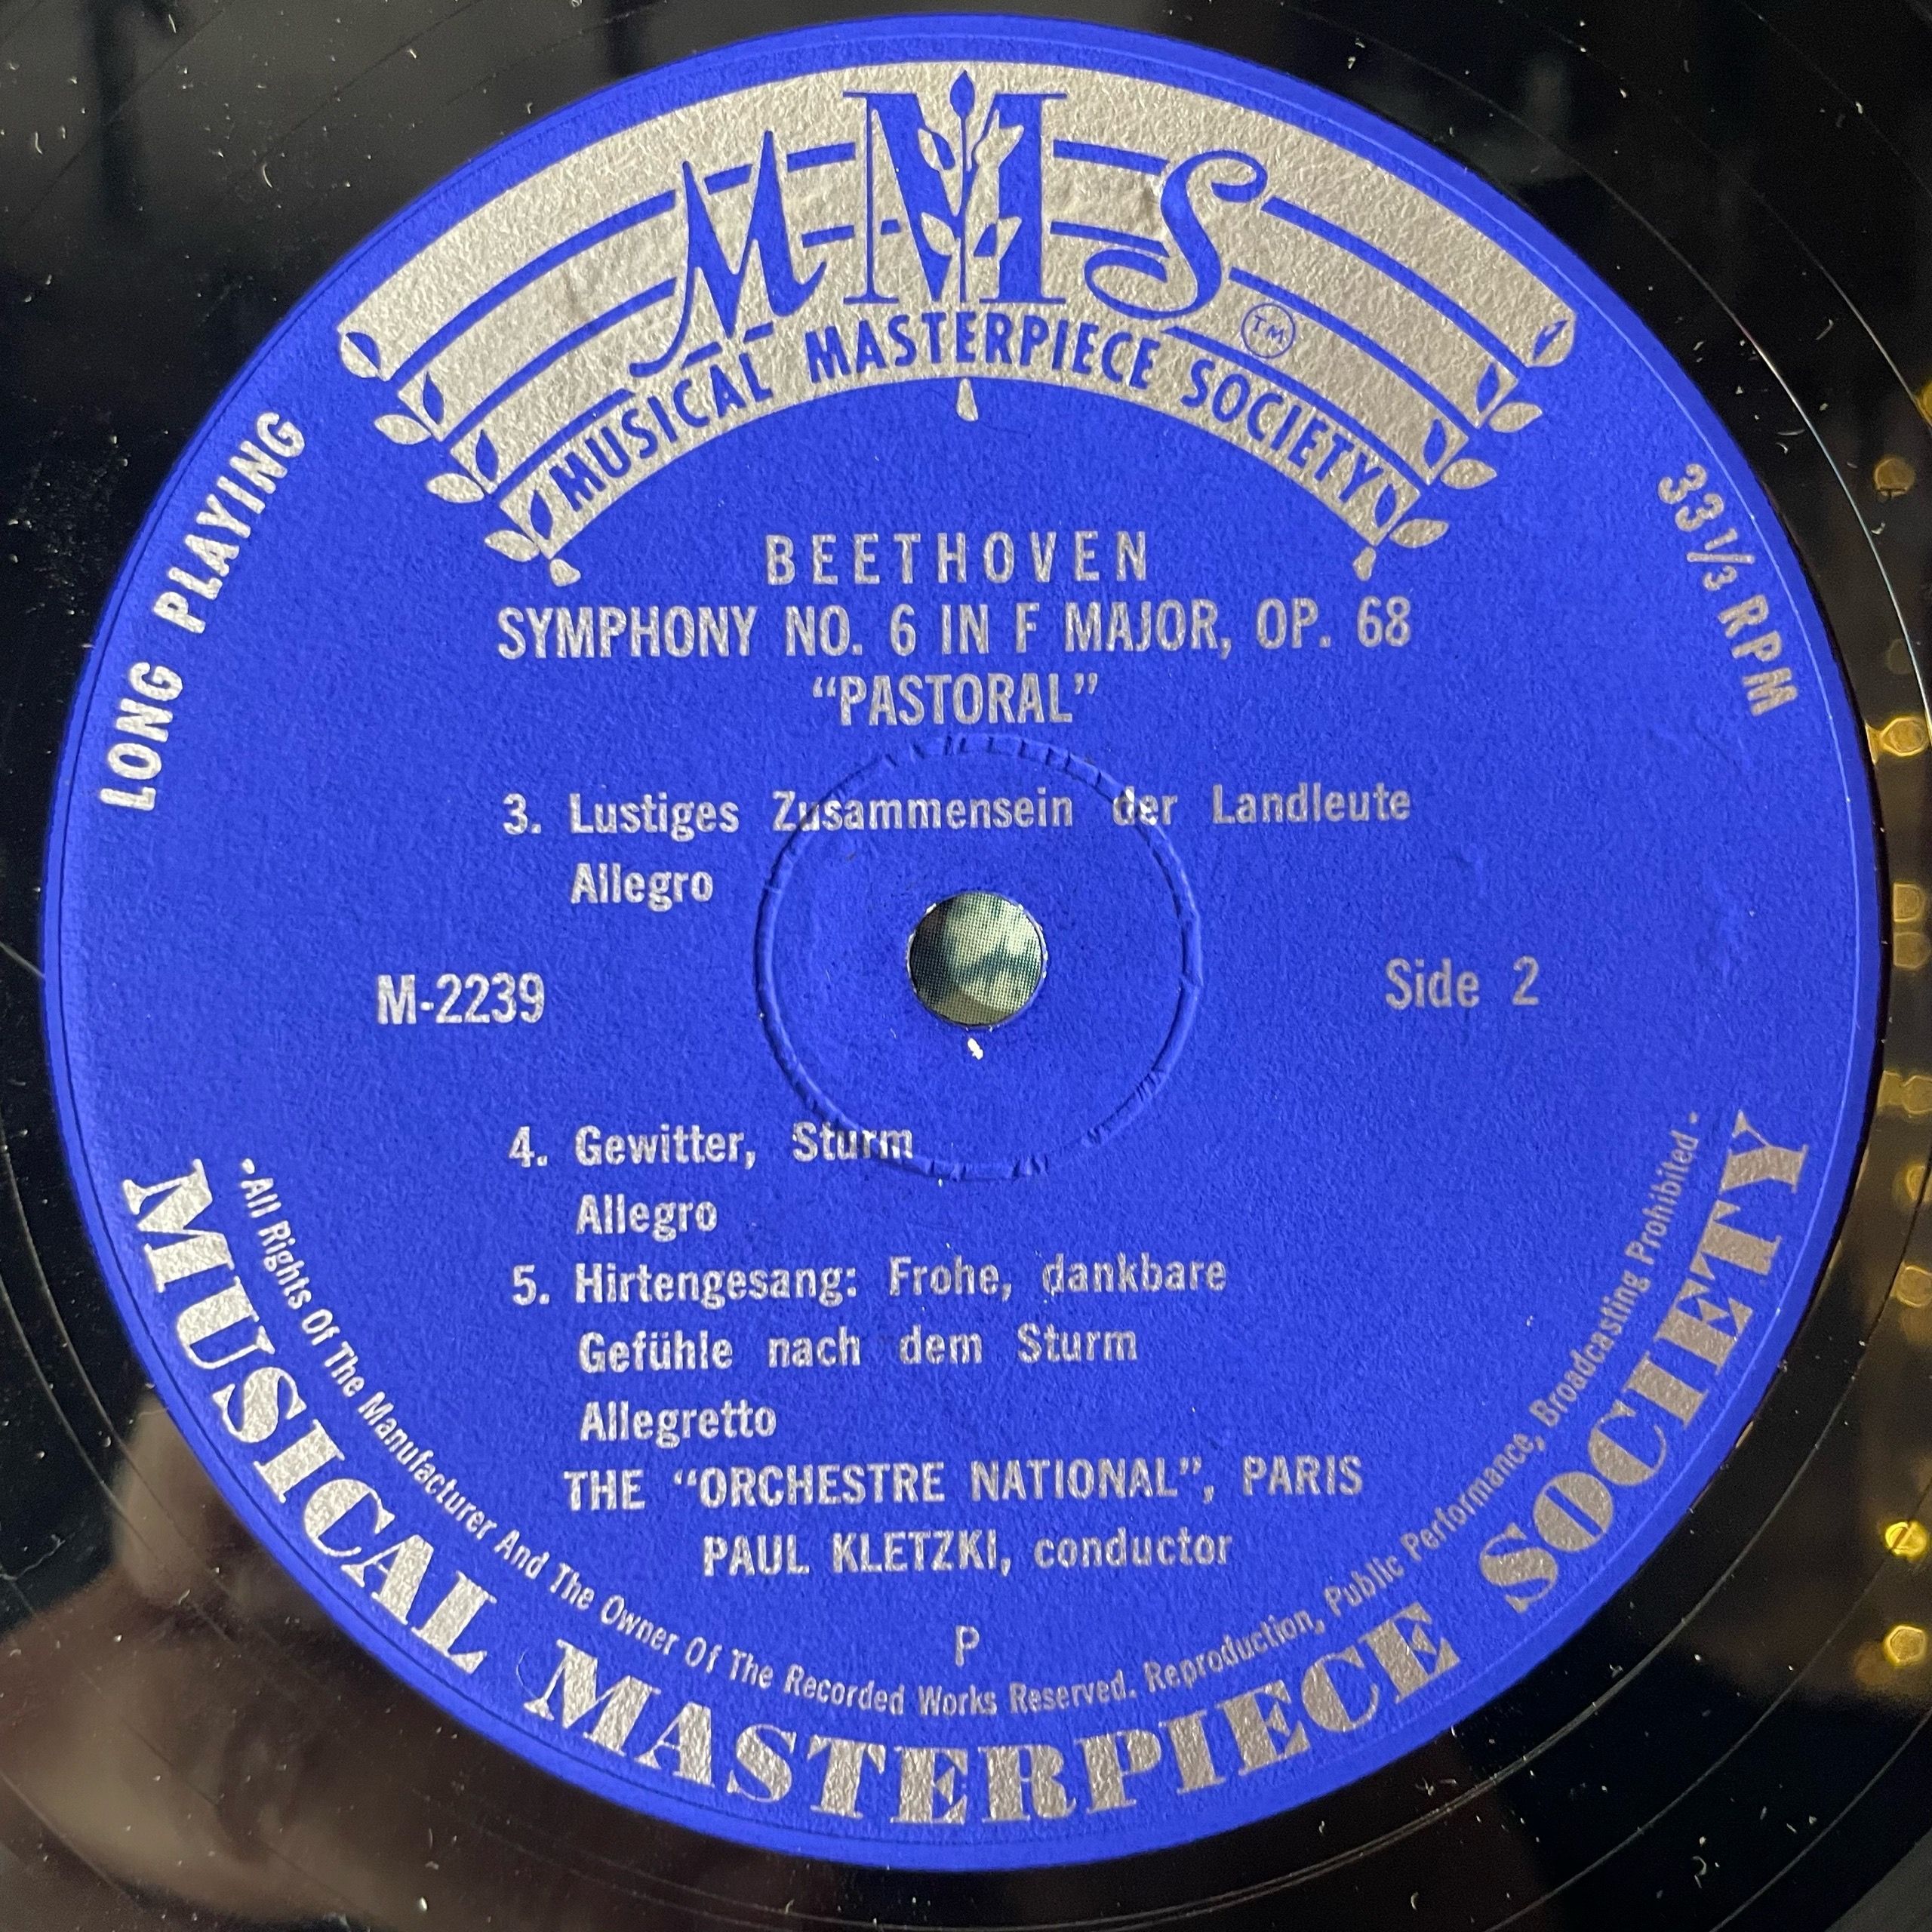 MMS
TM
MUSICAL MASTERPIECE SOCIETY
LONG PLAYING
33 1/3 RPM
BEETHOVEN
SYMPHONY NO. 6 IN F MAJOR, OP. 68
“PASTORAL”
3. Lustiges Zusammensein der Landleute
Allegro
M-2239
Side 2
4. Gewitter, Sturm
Allegro
5. Hirtengesang: Frohe, dankbare
Gefühle nach dem Sturm
Allegretto
THE “ORCHESTRE NATIONAL”, PARIS
PAUL KLETZKI, conductor
P
-All Rights Of The Manufacturer And The Owner Of The Recorded Works Reserved. Reproduction, Public Performance, Broadcasting Prohibited-
MUSICAL MASTERPIECE SOCIETY